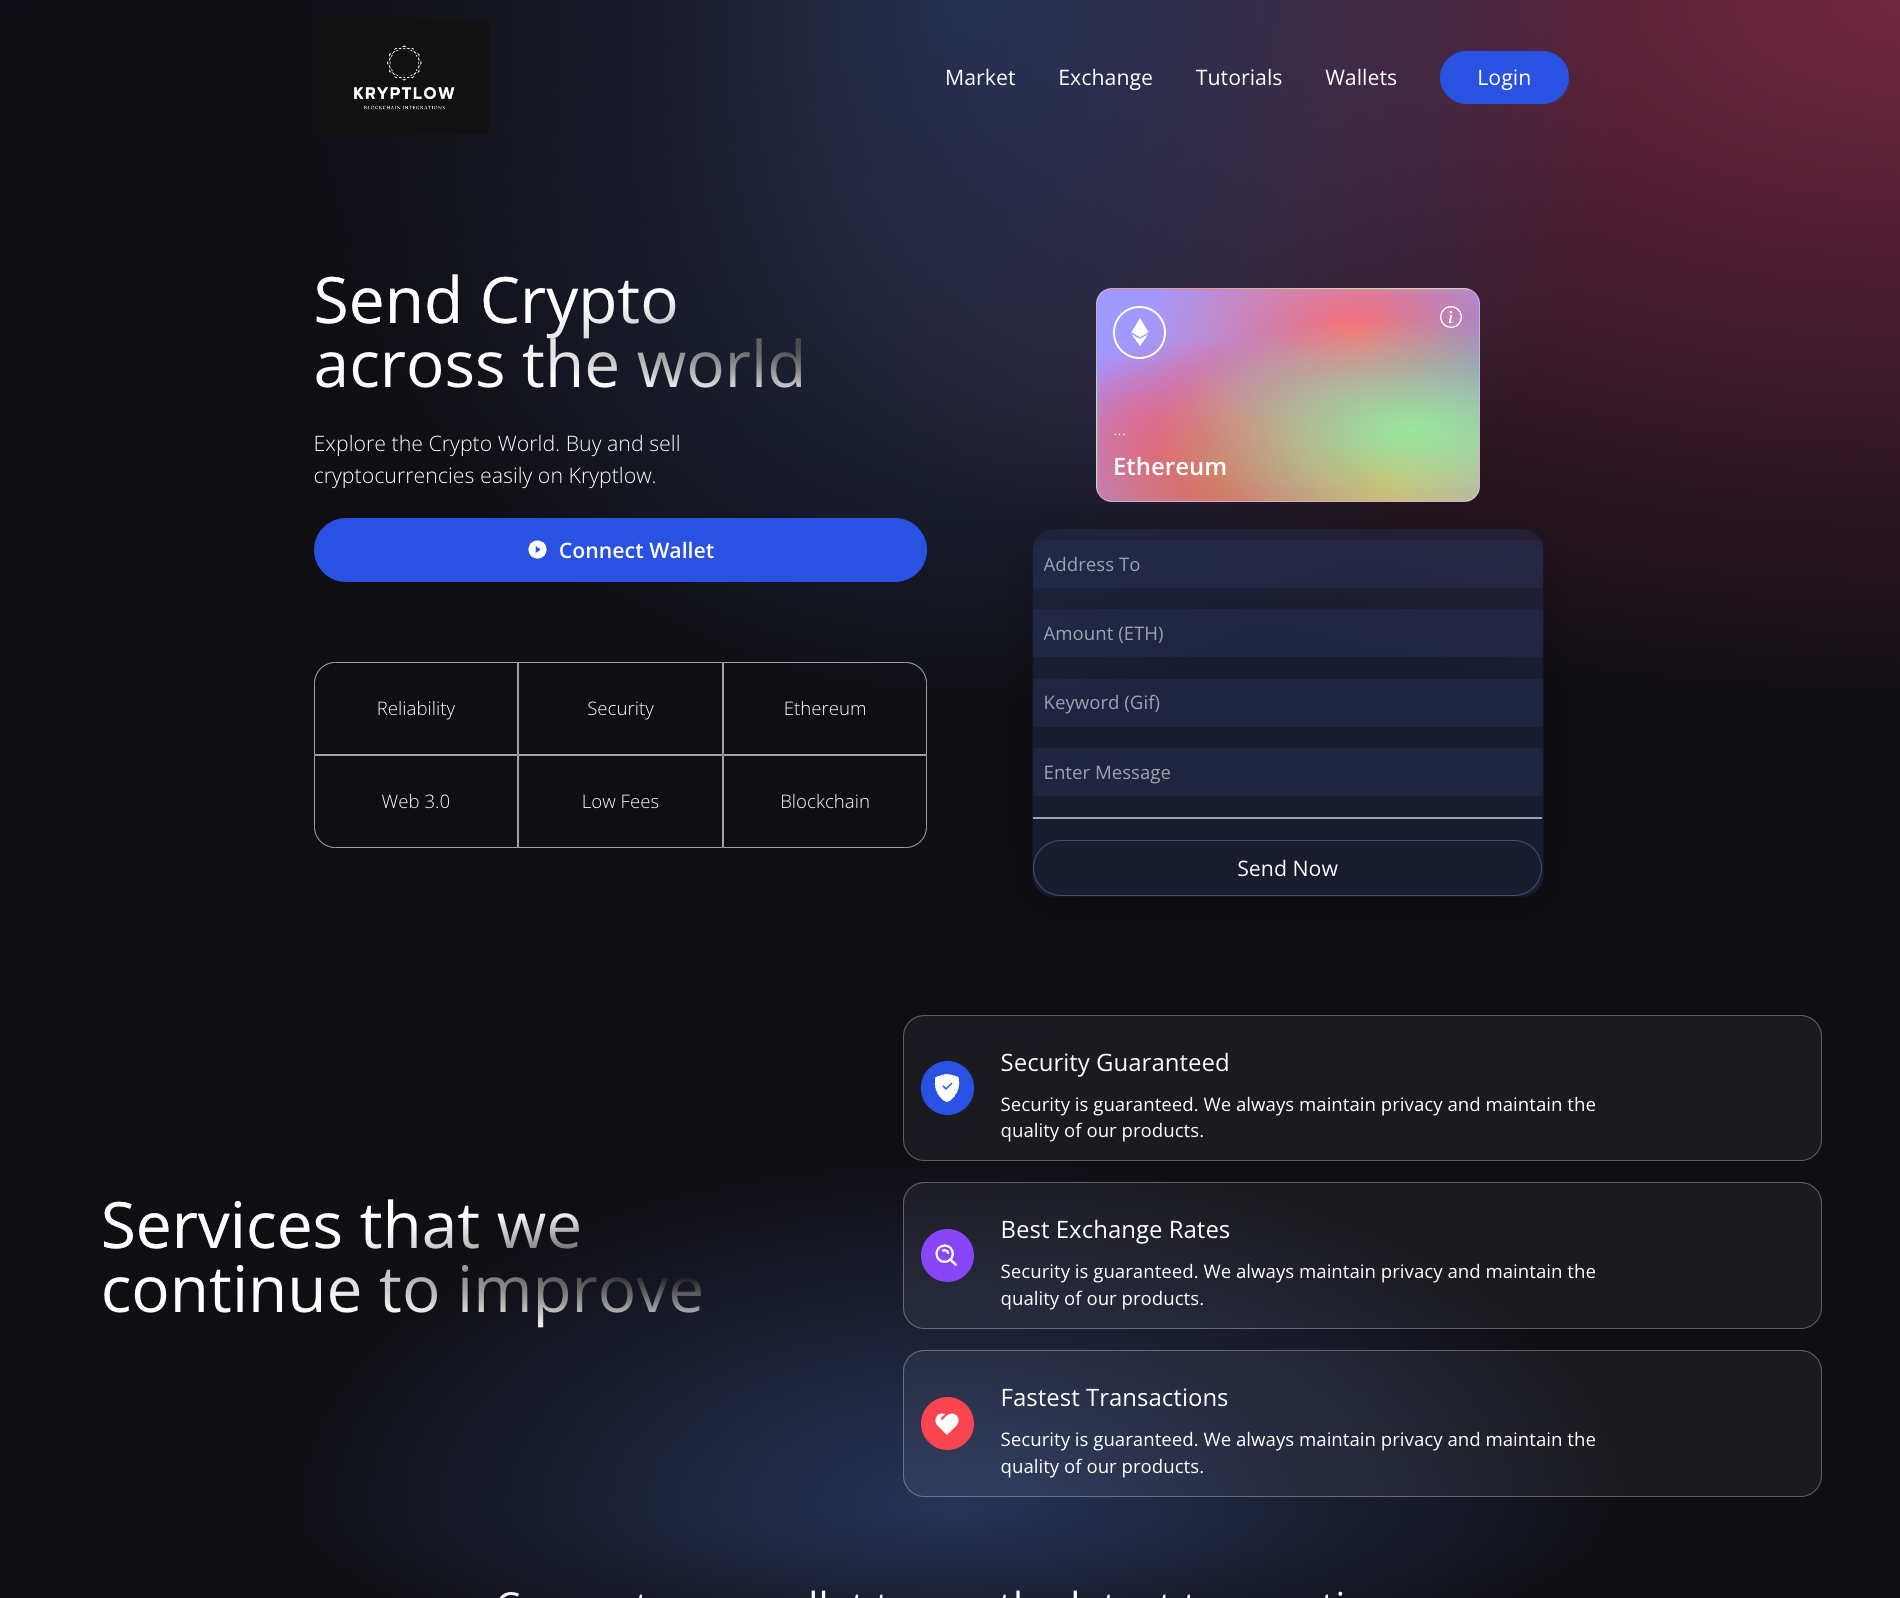 KRYPTLOW
BLOCKCHAIN INTEGRATIONS
Market Exchange Tutorials Wallets Login
Send Crypto
across the world
Explore the Crypto World. Buy and sell
cryptocurrencies easily on Kryptlow.
Connect Wallet
Reliability Security Ethereum
Web 3.0 Low Fees Blockchain
...
Ethereum
Address To
Amount (ETH)
Keyword (Gif)
Enter Message
Send Now
Services that we
continue to improve
Security Guaranteed
Security is guaranteed. We always maintain privacy and maintain the
quality of our products.
Best Exchange Rates
Security is guaranteed. We always maintain privacy and maintain the
quality of our products.
Fastest Transactions
Security is guaranteed. We always maintain privacy and maintain the
quality of our products.